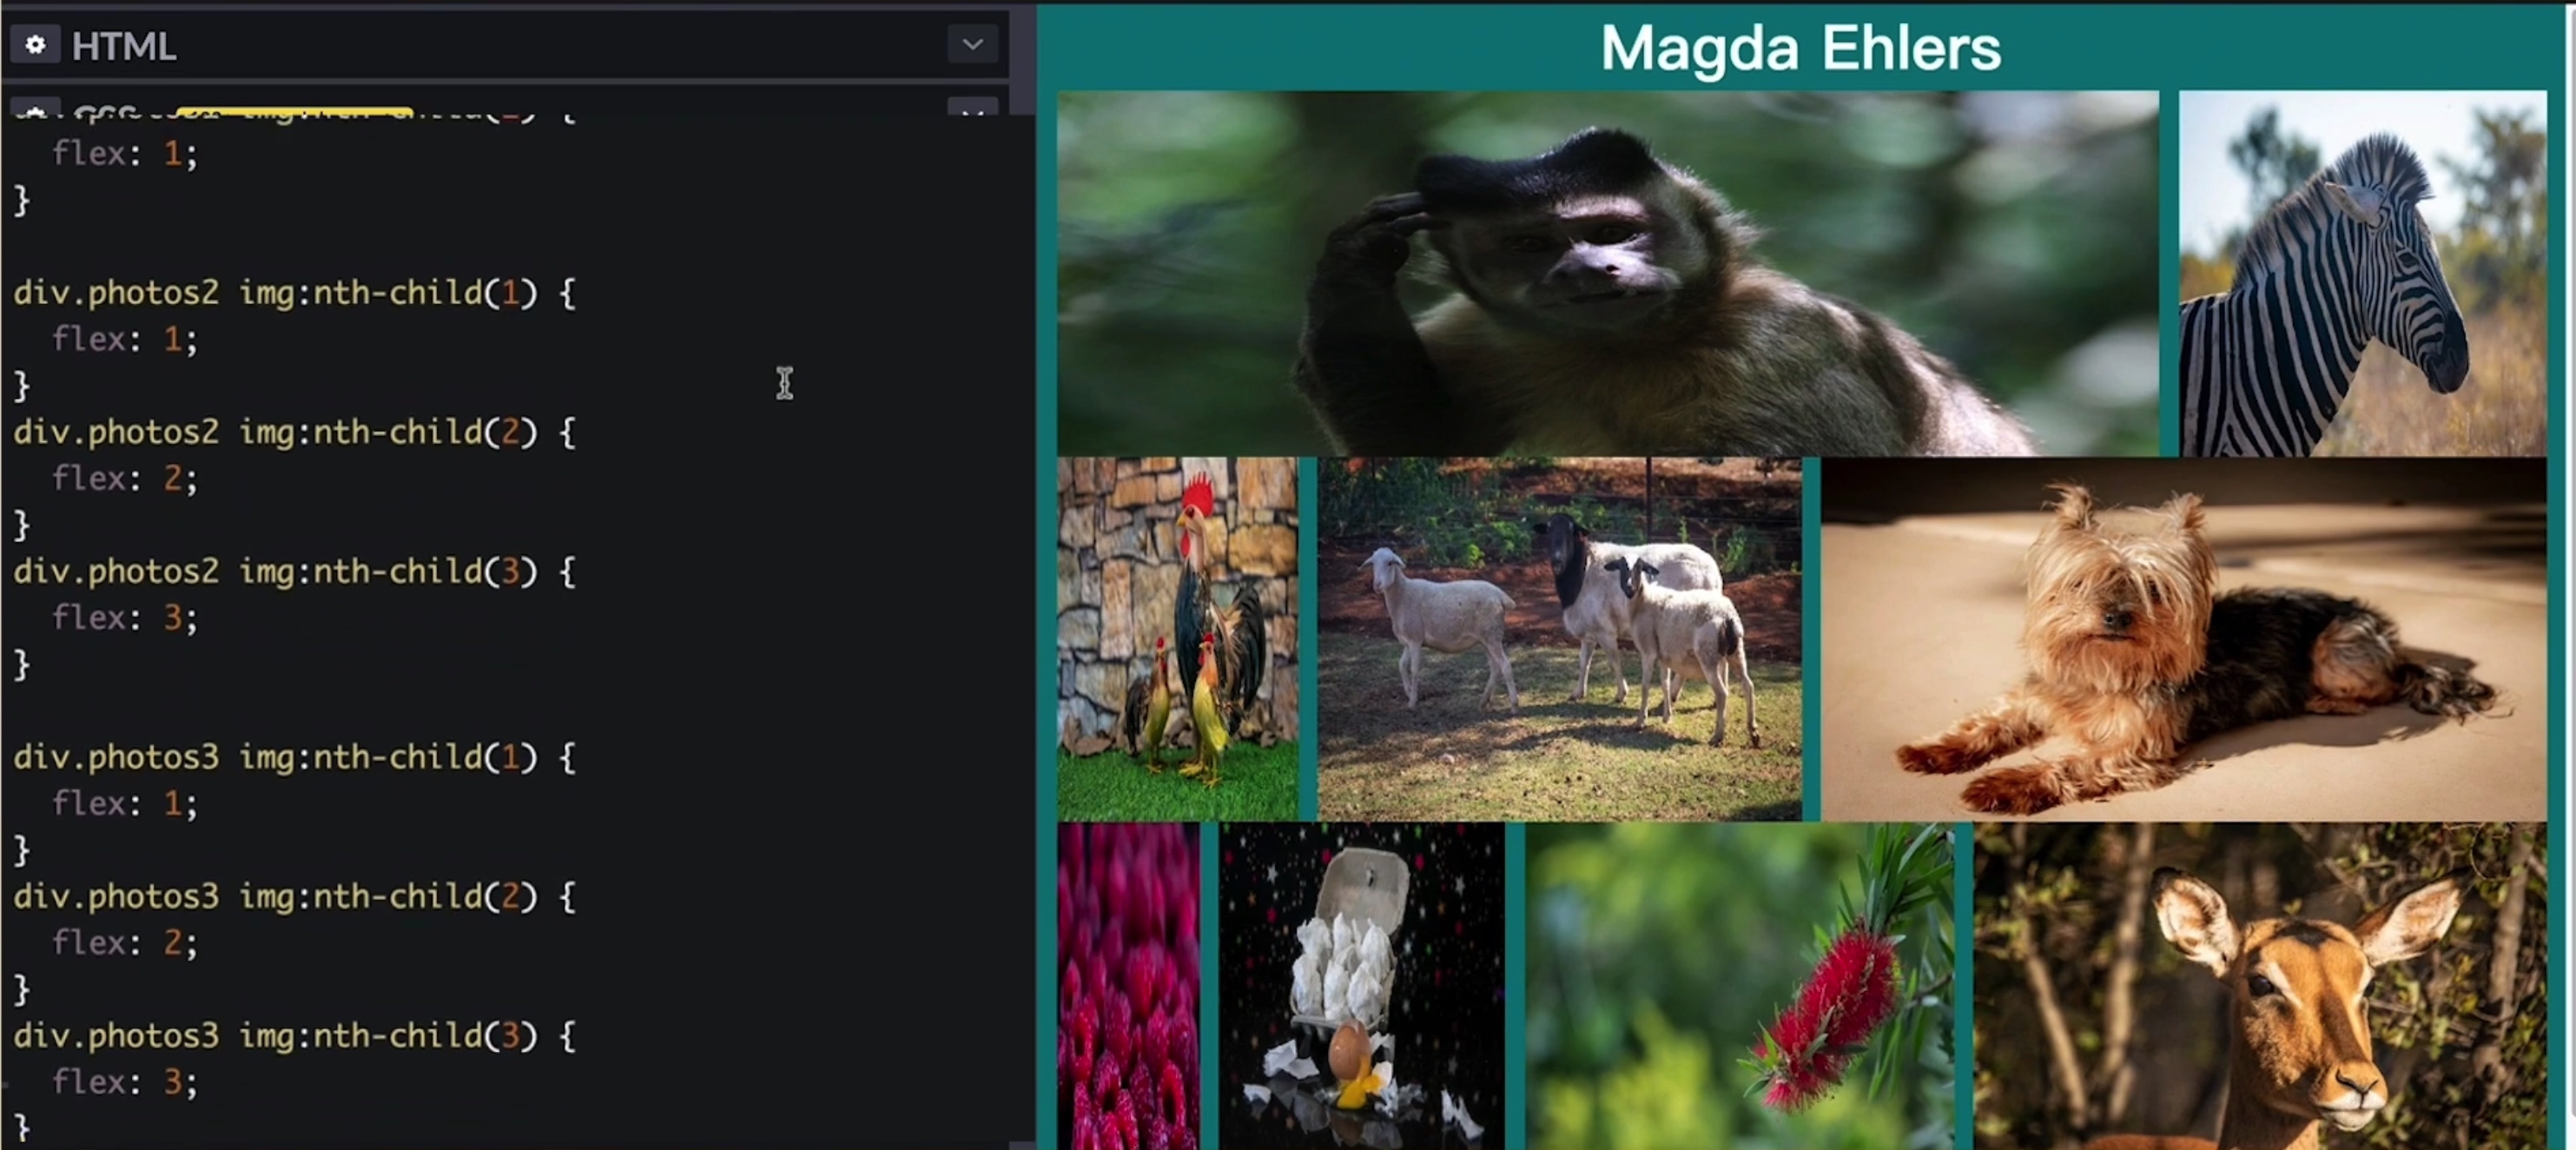 HTML
CSS
flex: 1;
}
div.photos2 img:nth-child(1) {
flex: 1;
}
div.photos2 img:nth-child(2) {
flex: 2;
}
div.photos2 img:nth-child(3) {
flex: 3;
}
div.photos3 img:nth-child(1) {
flex: 1;
}
div.photos3 img:nth-child(2) {
flex: 2;
}
div.photos3 img:nth-child(3) {
flex: 3;
}
Magda Ehlers